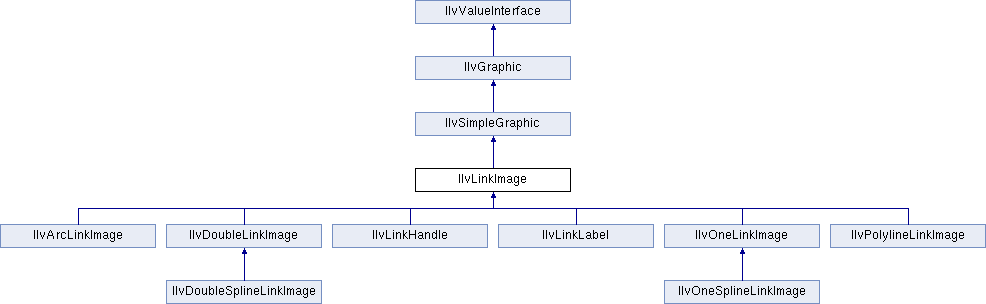 IlvValueInterface
IlvGraphic
IlvSimpleGraphic
IlvLinkImage
IlvArcLinkImage
IlvDoubleLinkImage
IlvLinkHandle
IlvLinkLabel
IlvOneLinkImage
IlvPolylineLinkImage
IlvDoubleSplineLinkImage
IlvOneSplineLinkImage